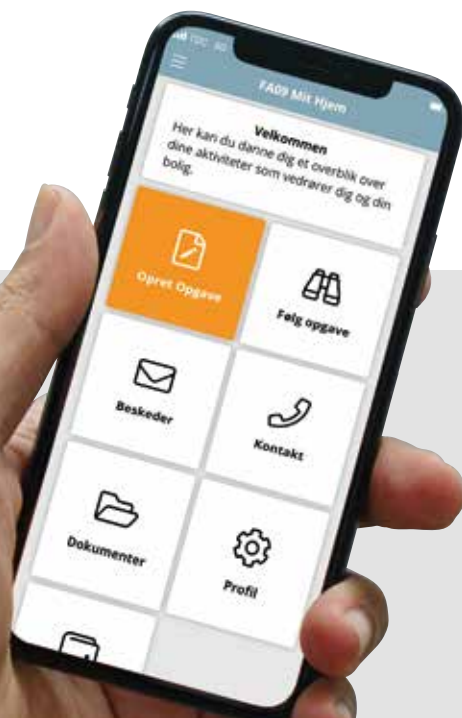 TDC
FA09 Mit Hjem
Velkommen
Her kan du danne dig et overblik over
dine aktiviteter som vedrører dig og din
bolig.
Opret Opgave
Følg opgave
Beskeder
Kontakt
Dokumenter
Profil